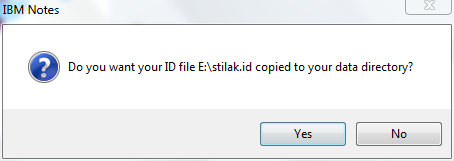 IBM Notes
Do you want your ID file E:\stilak.id copied to your data directory?
Yes
No